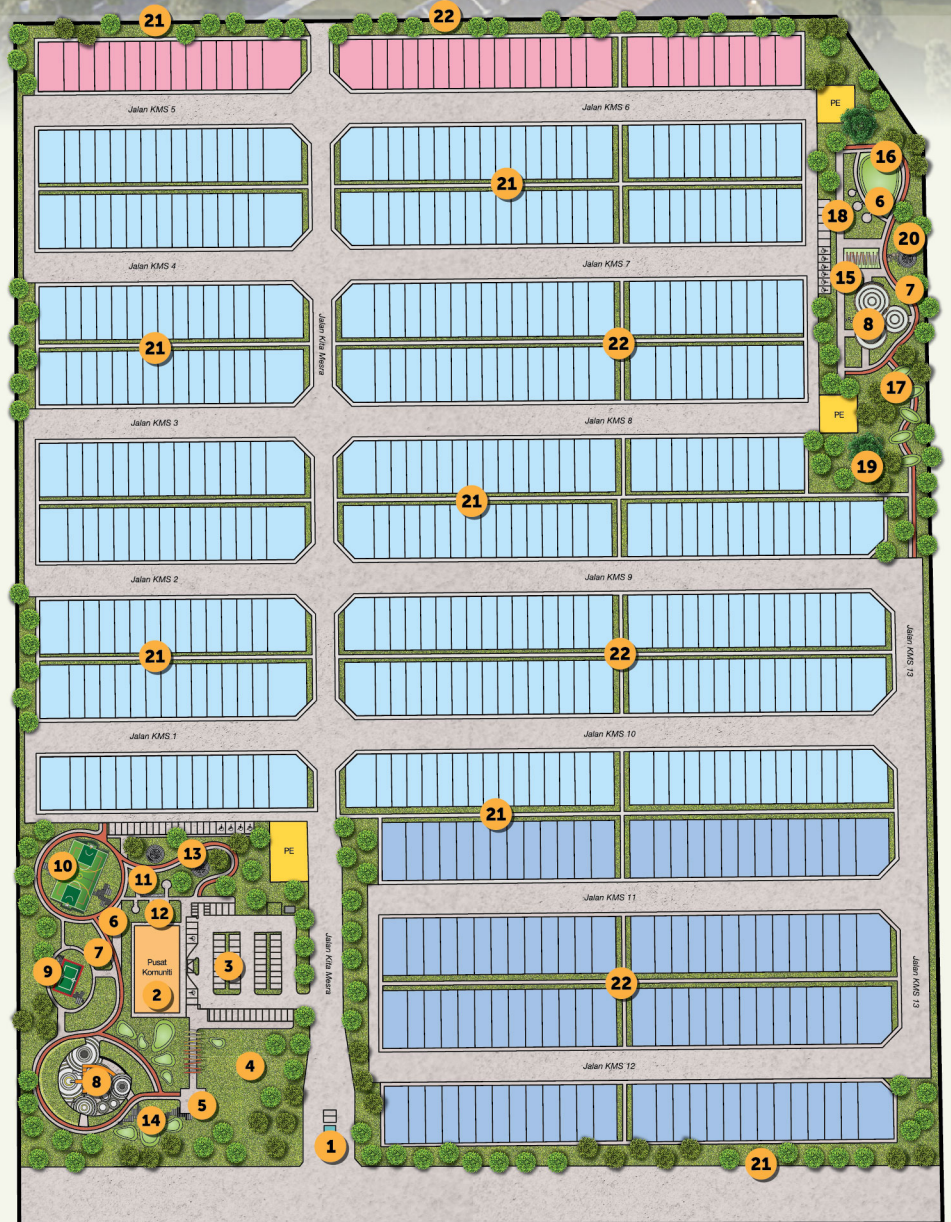 21
22
Jalan KMS 5
Jalan KMS 6
PE
16
21
6
18
20
Jalan KMS 4
Jalan KMS 7
15
7
8
Jalan Kita Mesra
21
22
17
PE
Jalan KMS 3
Jalan KMS 8
19
21
Jalan KMS 2
Jalan KMS 9
21
22
Jalan KMS 13
Jalan KMS 1
Jalan KMS 10
21
PE
13
10
11
12
6
Jalan KMS 11
7
Pusat
Komuniti
3
9
2
Jalan Kita Mesra
22
Jalan KMS 13
4
Jalan KMS 12
8
5
14
1
21